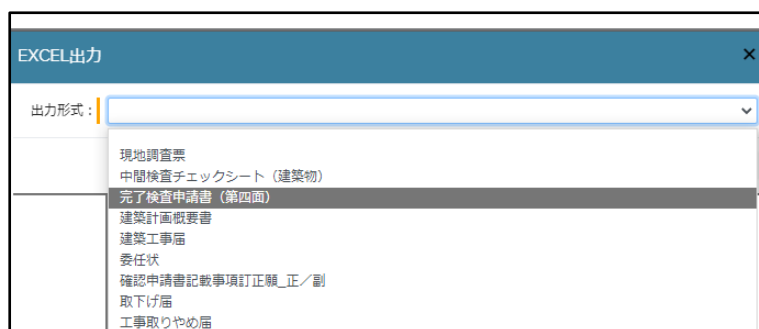 EXCEL出力 ×
出力形式：
現地調査票
中間検査チェックシート（建築物）
完了検査申請書（第四面）
建築計画概要書
建築工事届
委任状
確認申請書記載事項訂正願_正／副
取下げ届
工事取りやめ届